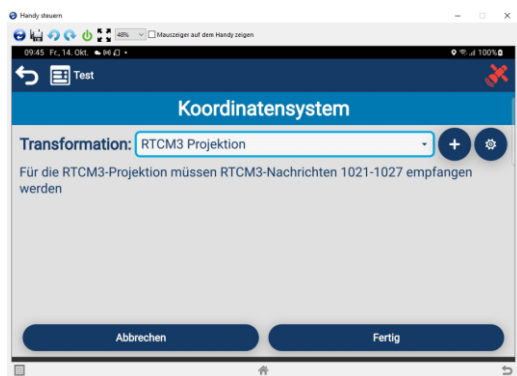 Handy steuern
48%
Mauszeiger auf dem Handy zeigen
09:45 Fr., 14. Okt.
100%
Test
Koordinatensystem
Transformation: RTCM3 Projektion
+
Für die RTCM3-Projektion müssen RTCM3-Nachrichten 1021-1027 empfangen
werden
Abbrechen
Fertig